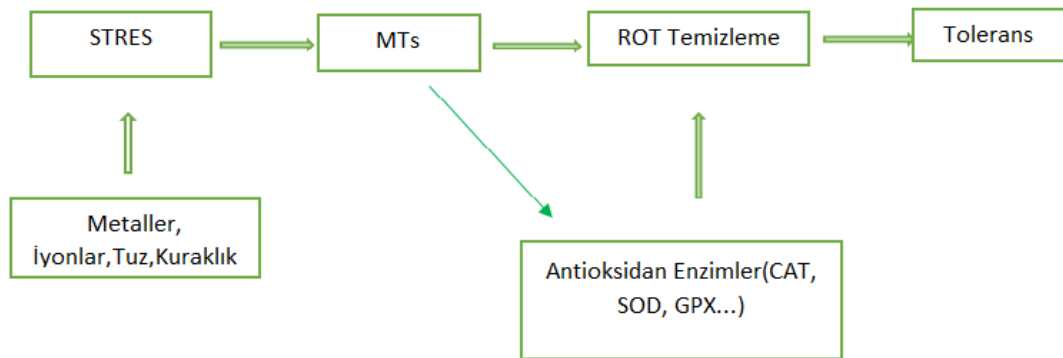 STRES
MTs
ROT Temizleme
Tolerans
Metaller,
İyonlar,Tuz,Kuraklık
Antioksidan Enzimler(CAT,
SOD, GPX...)